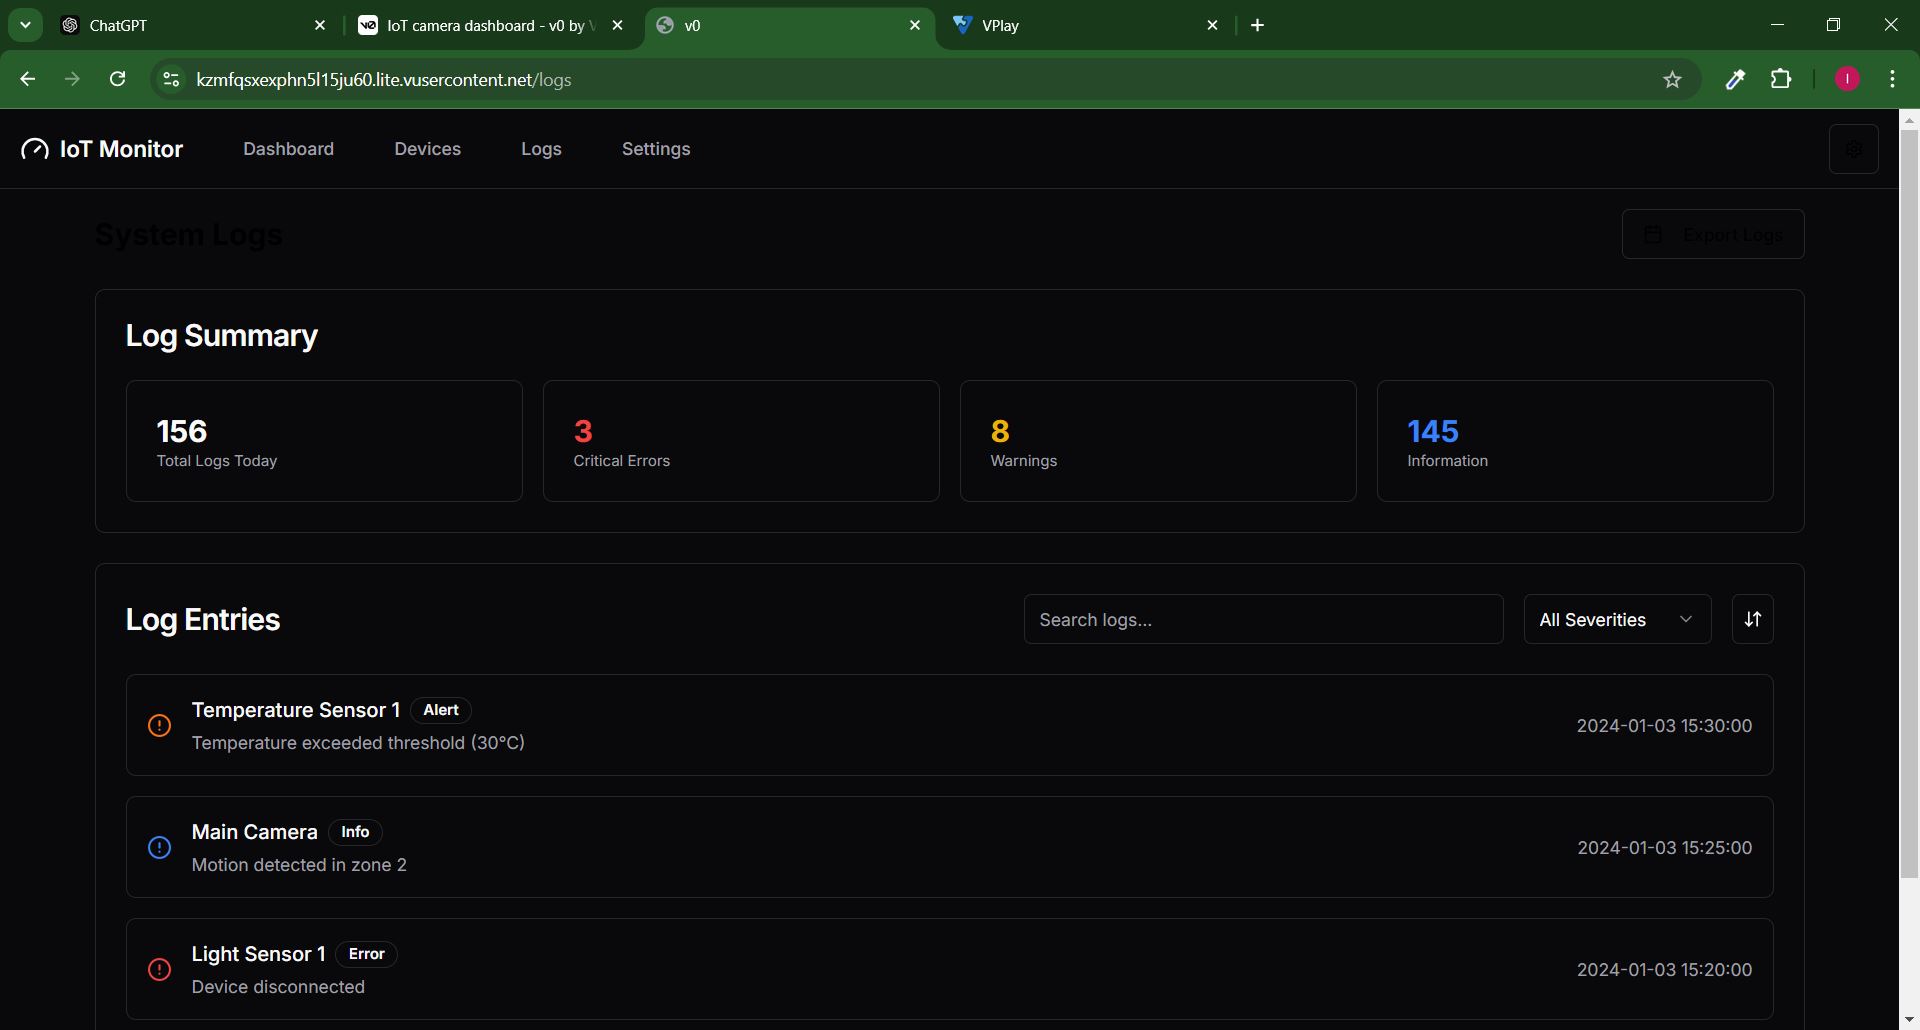 ChatGPT
IoT camera dashboard - v0 by
v0
VPlay
kzmfqsxexphn5l15ju60.lite.vusercontent.net/logs
I
IoT Monitor
Dashboard
Devices
Logs
Settings
System Logs
Export Logs
Log Summary
156
Total Logs Today
3
Critical Errors
8
Warnings
145
Information
Log Entries
Search logs...
All Severities
Temperature Sensor 1
Alert
Temperature exceeded threshold (30°C)
2024-01-03 15:30:00
Main Camera
Info
Motion detected in zone 2
2024-01-03 15:25:00
Light Sensor 1
Error
Device disconnected
2024-01-03 15:20:00